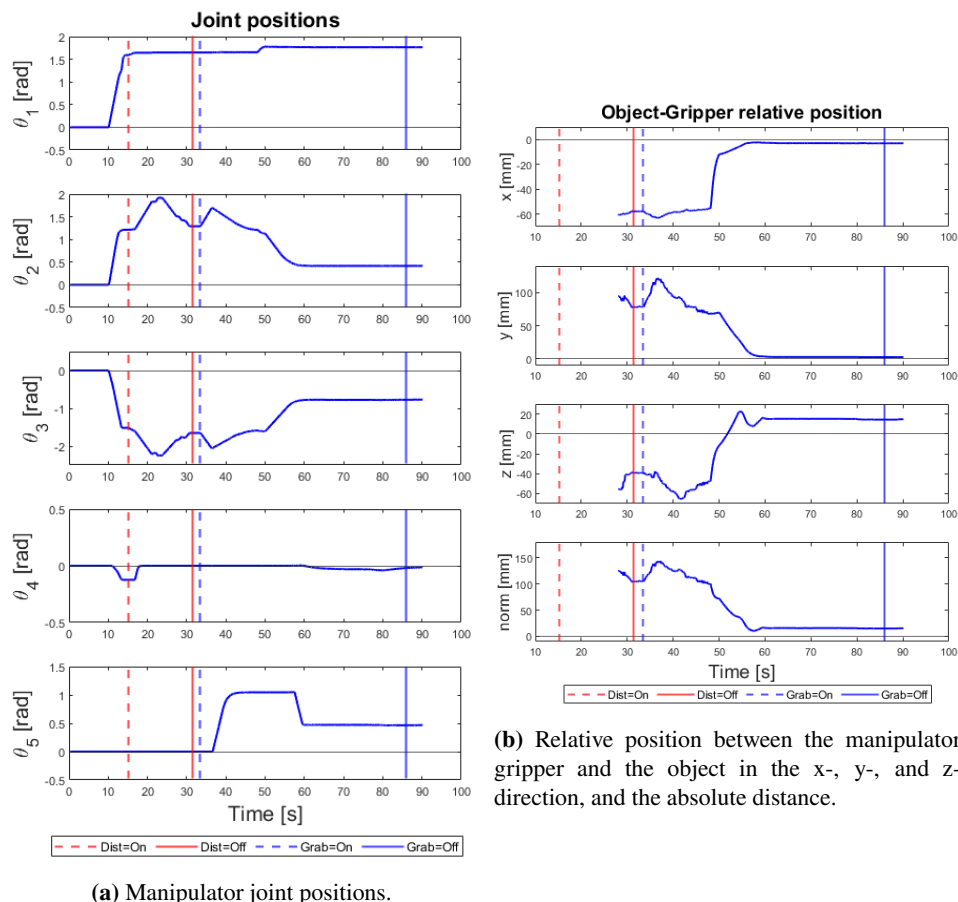 Joint positions
θ_1 [rad]
2
1.5
1
0.5
0
-0.5
0 10 20 30 40 50 60 70 80 90 100
θ_2 [rad]
2
1.5
1
0.5
0
-0.5
0 10 20 30 40 50 60 70 80 90 100
θ_3 [rad]
0
-1
-2
0 10 20 30 40 50 60 70 80 90 100
θ_4 [rad]
0.5
0
-0.5
0 10 20 30 40 50 60 70 80 90 100
θ_5 [rad]
1.5
1
0.5
0
-0.5
0 10 20 30 40 50 60 70 80 90 100
Time [s]
Dist=On Dist=Off Grab=On Grab=Off
(a) Manipulator joint positions.
Object-Gripper relative position
x [mm]
0
-20
-40
-60
10 20 30 40 50 60 70 80 90 100
y [mm]
100
50
0
10 20 30 40 50 60 70 80 90 100
z [mm]
20
0
-20
-40
-60
10 20 30 40 50 60 70 80 90 100
norm [mm]
150
100
50
0
10 20 30 40 50 60 70 80 90 100
Time [s]
Dist=On Dist=Off Grab=On Grab=Off
(b) Relative position between the manipulator
gripper and the object in the x-, y-, and z-
direction, and the absolute distance.